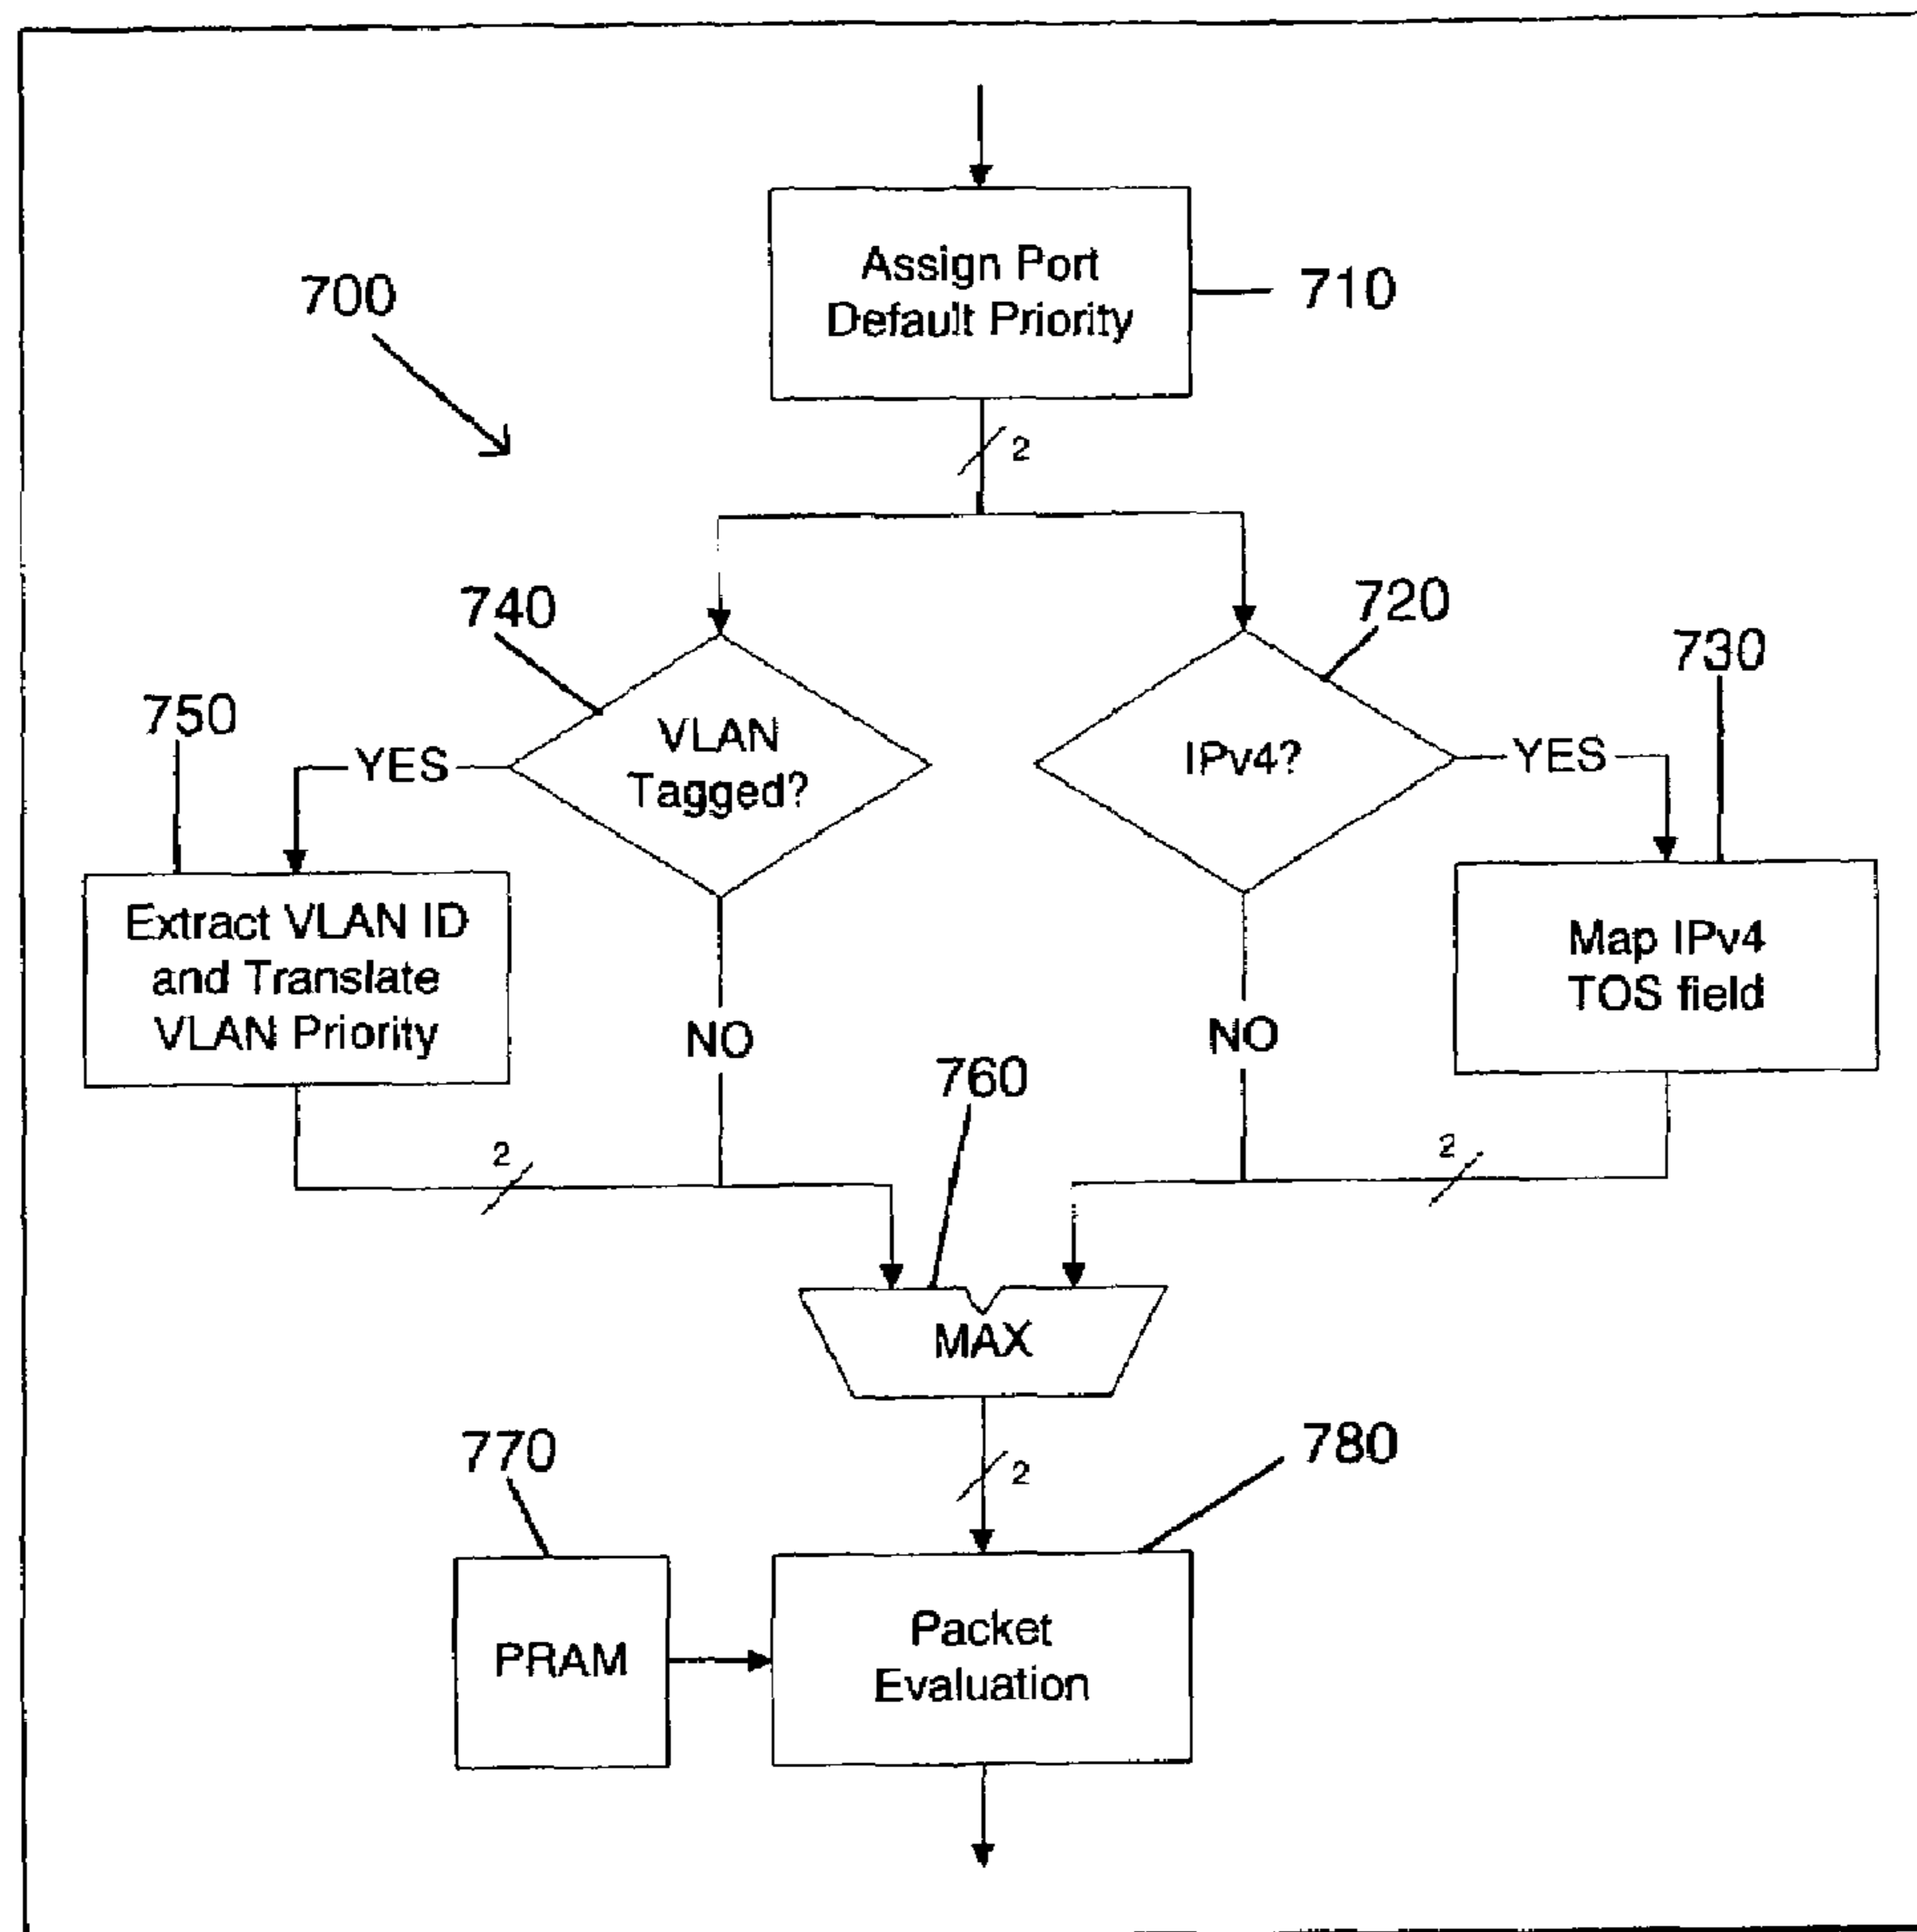 Assign Port
Default Priority
710
700
2
740
720
730
750
YES
VLAN
Tagged?
IPv4?
YES
Extract VLAN ID
and Translate
VLAN Priority
NO
NO
Map IPv4
TOS field
760
2
2
MAX
770
2
780
PRAM
Packet
Evaluation